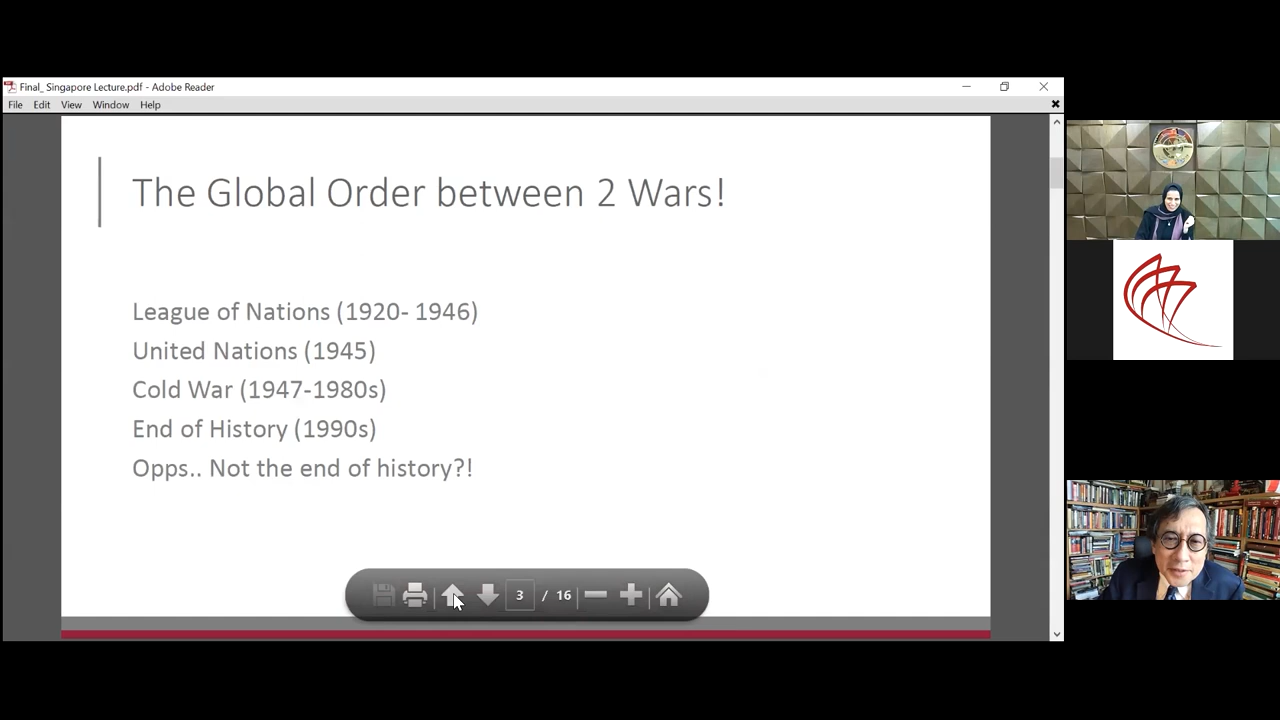 Final_ Singapore Lecture.pdf - Adobe Reader
File Edit View Window Help
The Global Order between 2 Wars!
League of Nations (1920- 1946)
United Nations (1945)
Cold War (1947-1980s)
End of History (1990s)
Opps.. Not the end of history?!
3 / 16